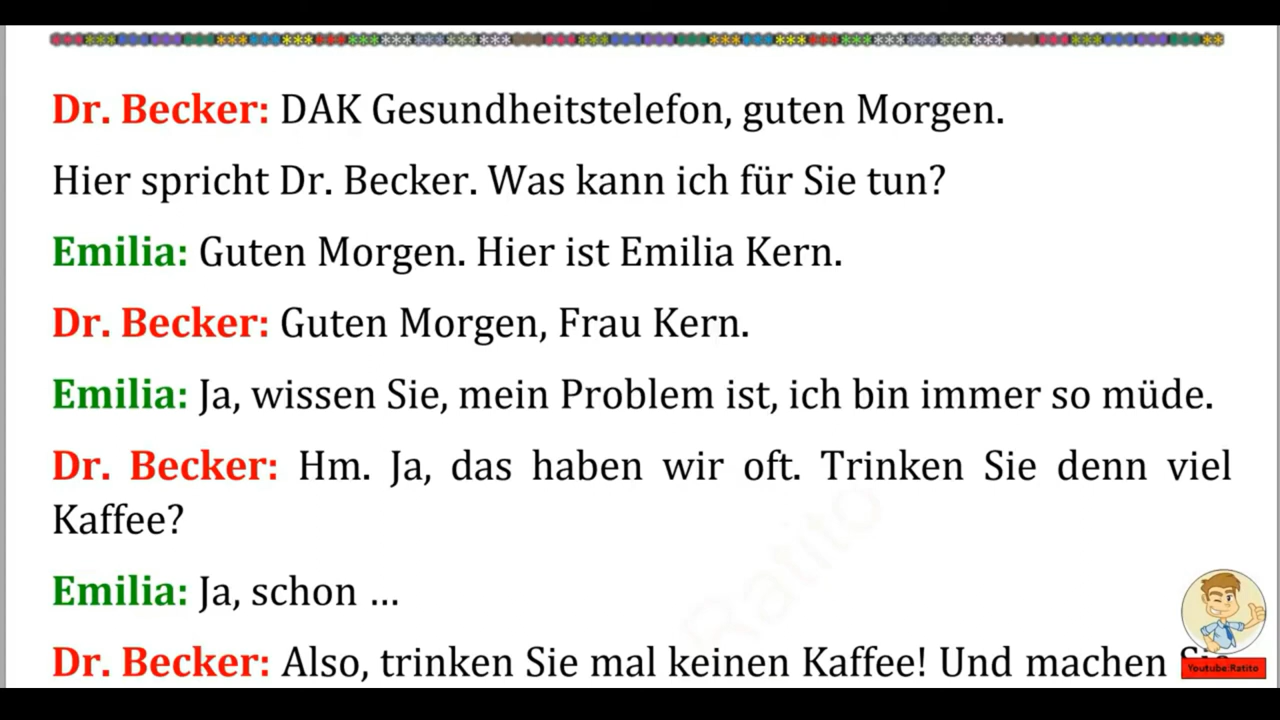 Dr. Becker: DAK Gesundheitstelefon, guten Morgen.
Hier spricht Dr. Becker. Was kann ich für Sie tun?
Emilia: Guten Morgen. Hier ist Emilia Kern.
Dr. Becker: Guten Morgen, Frau Kern.
Emilia: Ja, wissen Sie, mein Problem ist, ich bin immer so müde.
Dr. Becker: Hm. Ja, das haben wir oft. Trinken Sie denn viel
Kaffee?
Ratito
Emilia: Ja, schon ...
Dr. Becker: Also, trinken Sie mal keinen Kaffee! Und machen
Youtube:Ratito